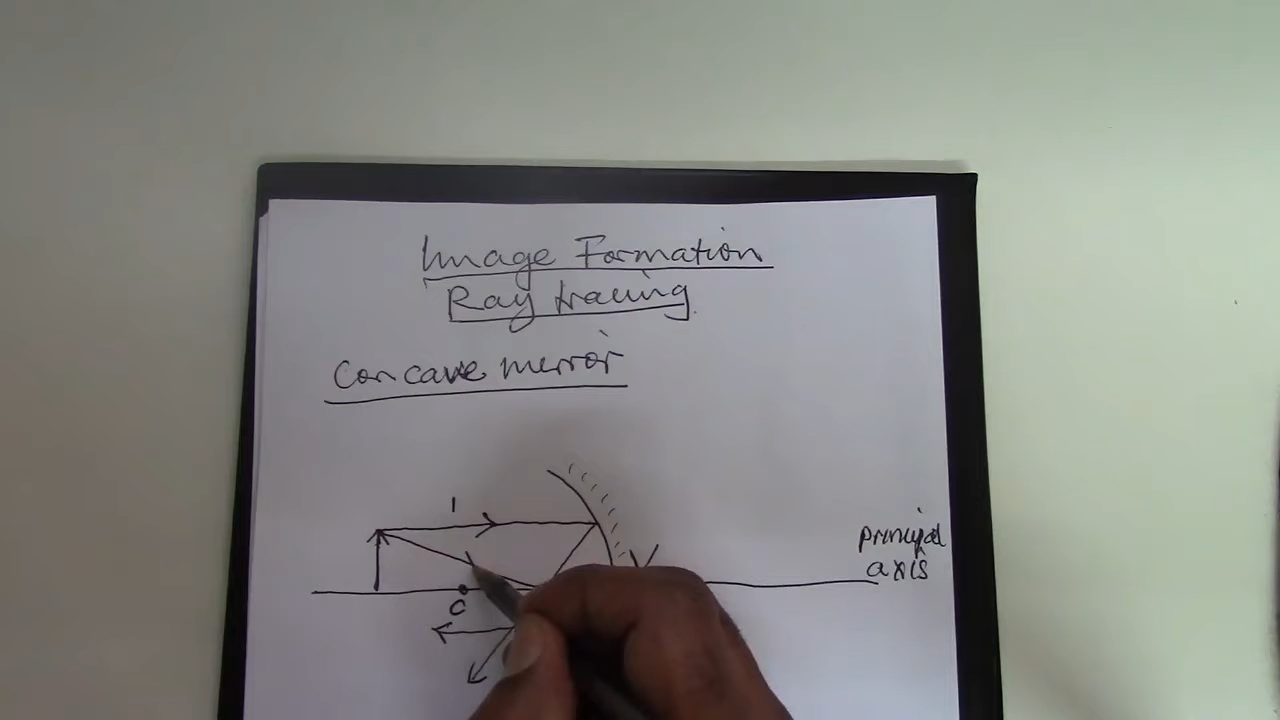 Image Formation
Ray tracing
Concave mirror
1
V
principal
axis
C